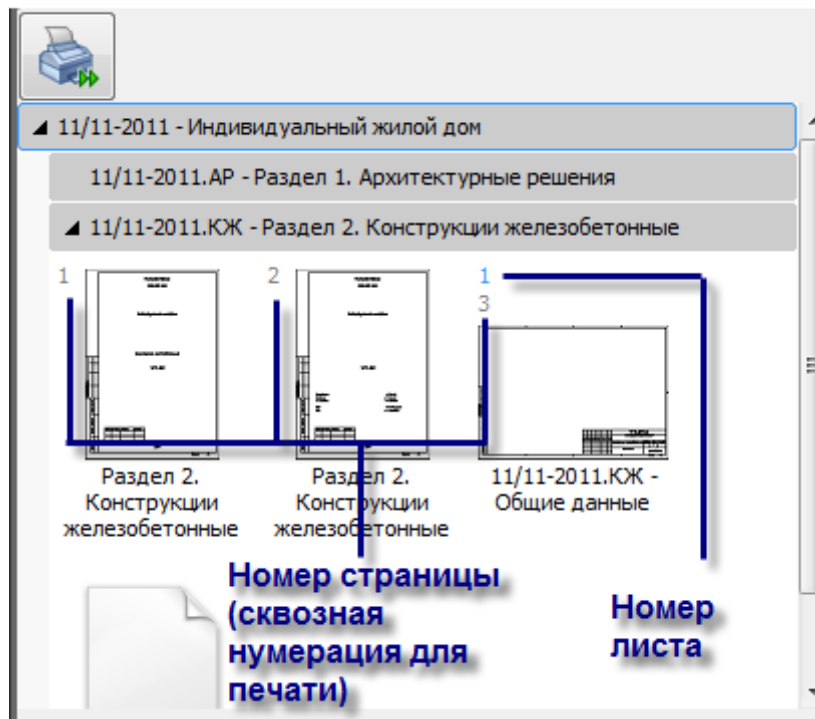 11/11-2011 - Индивидуальный жилой дом
11/11-2011.АР - Раздел 1. Архитектурные решения
11/11-2011.КЖ - Раздел 2. Конструкции железобетонные
1
2
1
3
Раздел 2.
Конструкции
железобетонные
Раздел 2.
Конструкции
железобетонные
11/11-2011.КЖ -
Общие данные
Номер страницы
(сквозная
нумерация для
печати)
Номер
листа